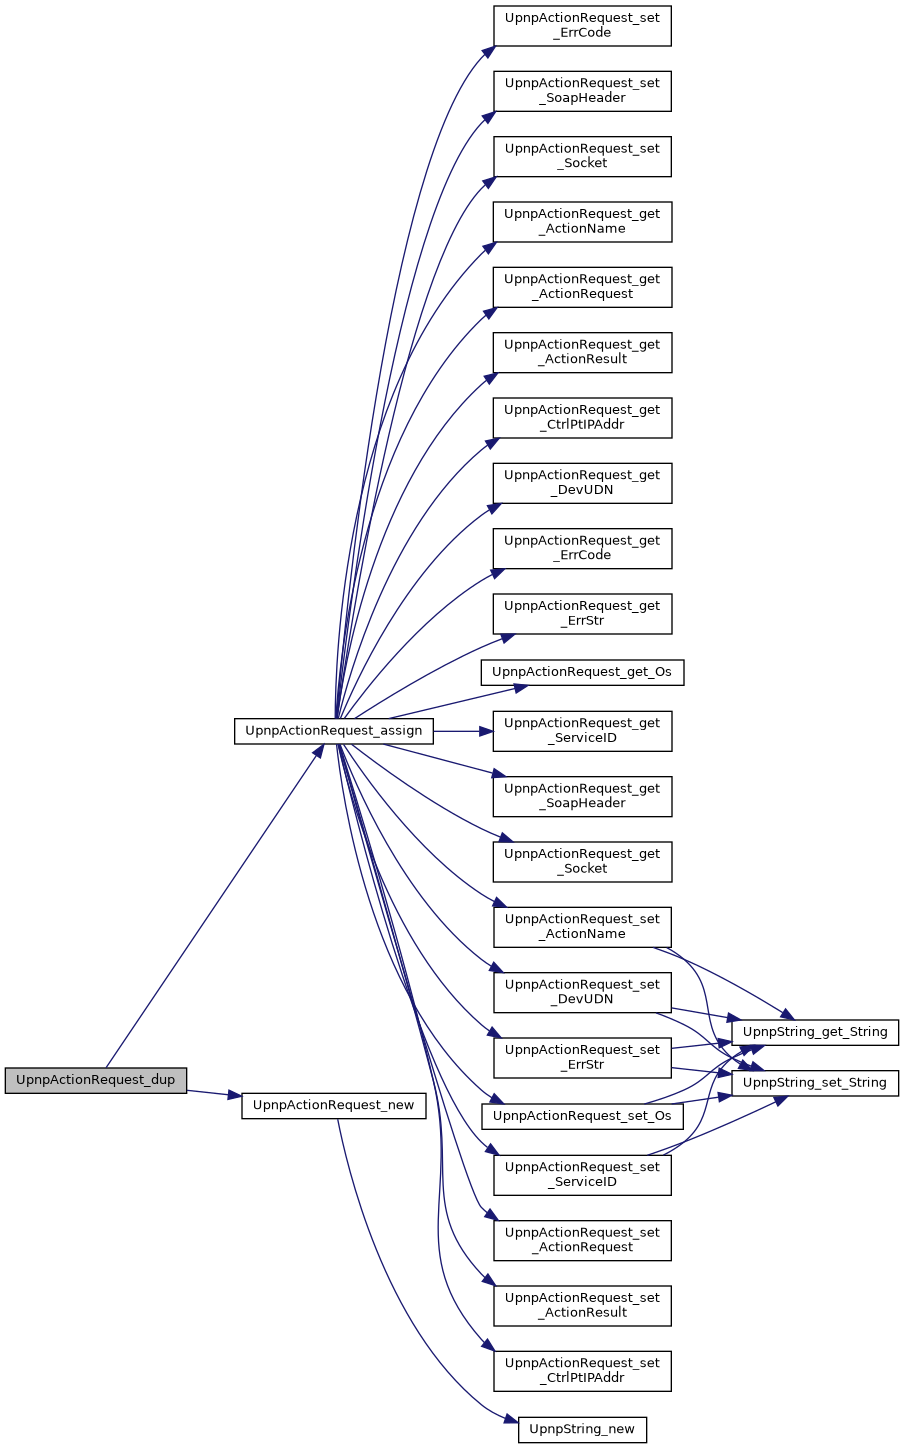 UpnpActionRequest_set
_ErrCode
UpnpActionRequest_set
_SoapHeader
UpnpActionRequest_set
_Socket
UpnpActionRequest_get
_ActionName
UpnpActionRequest_get
_ActionRequest
UpnpActionRequest_get
_ActionResult
UpnpActionRequest_get
_CtrlPtIPAddr
UpnpActionRequest_get
_DevUDN
UpnpActionRequest_get
_ErrCode
UpnpActionRequest_get
_ErrStr
UpnpActionRequest_get_Os
UpnpActionRequest_assign
UpnpActionRequest_get
_ServiceID
UpnpActionRequest_get
_SoapHeader
UpnpActionRequest_get
_Socket
UpnpActionRequest_set
_ActionName
UpnpActionRequest_set
_DevUDN
UpnpString_get_String
UpnpActionRequest_set
_ErrStr
UpnpActionRequest_dup
UpnpString_set_String
UpnpActionRequest_new
UpnpActionRequest_set_Os
UpnpActionRequest_set
_ServiceID
UpnpActionRequest_set
_ActionRequest
UpnpActionRequest_set
_ActionResult
UpnpActionRequest_set
_CtrlPtIPAddr
UpnpString_new